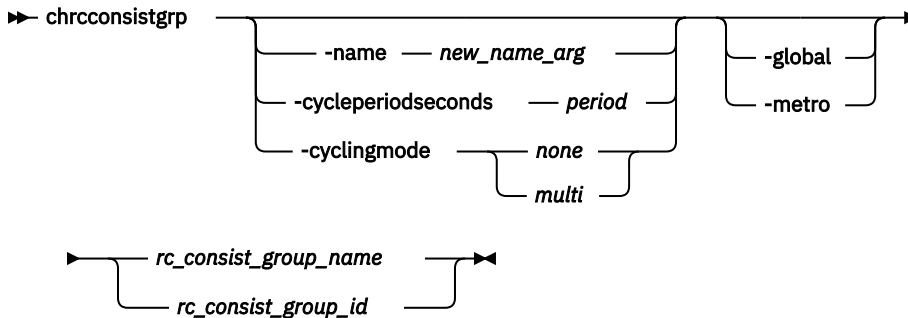 chrcconsistgrp
-name new_name_arg
-global
-cycleperiodseconds period
-metro
-cyclingmode none
multi
rc_consist_group_name
rc_consist_group_id